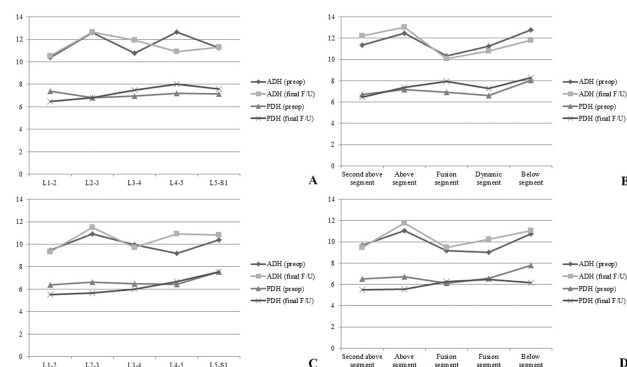 14
12
10
8
6
4
2
0
L1-2 L2-3 L3-4 L4-5 L5-S1
ADH (preop)
ADH (final F/U)
PDH (preop)
PDH (final F/U)
A
14
12
10
8
6
4
2
0
Second above segment
Above segment
Fusion segment
Dynamic segment
Below segment
ADH (preop)
ADH (final F/U)
PDH (preop)
PDH (final F/U)
B
14
12
10
8
6
4
2
0
L1-2 L2-3 L3-4 L4-5 L5-S1
ADH (preop)
ADH (final F/U)
PDH (preop)
PDH (final F/U)
C
14
12
10
8
6
4
2
0
Second above segment
Above segment
Fusion segment
Fusion segment
Below segment
ADH (preop)
ADH (final F/U)
PDH (preop)
PDH (final F/U)
D